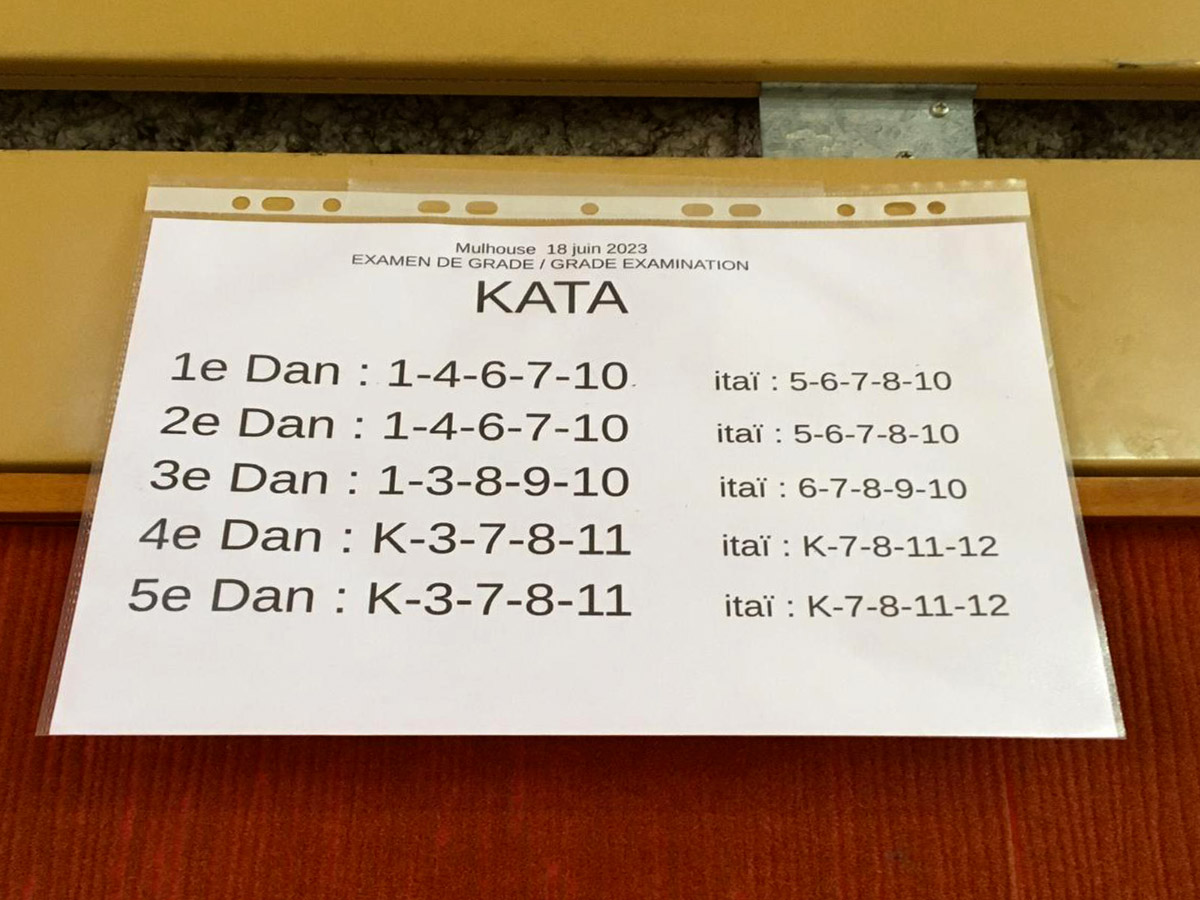 Mulhouse 18 juin 2023
EXAMEN DE GRADE / GRADE EXAMINATION
KATA
1e Dan : 1-4-6-7-10 itaï : 5-6-7-8-10
2e Dan : 1-4-6-7-10 itaï : 5-6-7-8-10
3e Dan : 1-3-8-9-10 itaï : 6-7-8-9-10
4e Dan : K-3-7-8-11 itaï : K-7-8-11-12
5e Dan : K-3-7-8-11 itaï : K-7-8-11-12